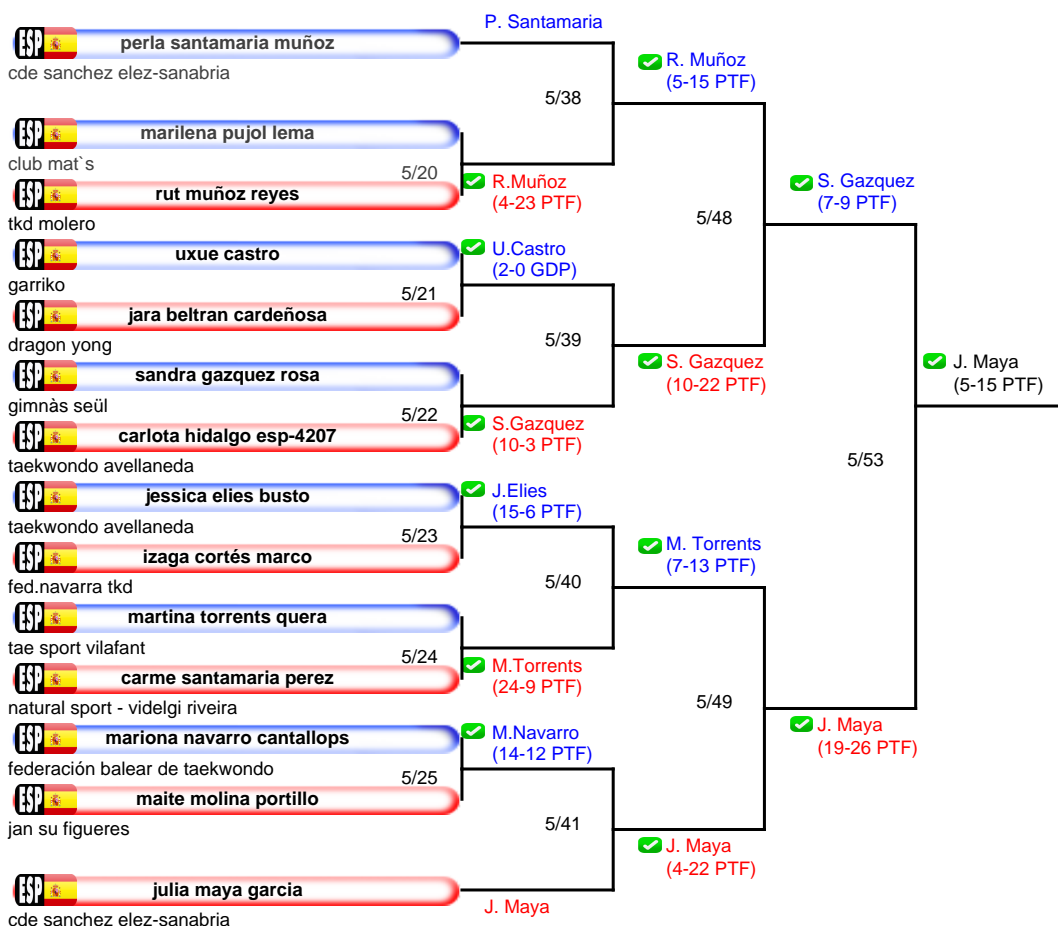 P. Santamaria
ESP perla santamaria muñoz
cde sanchez elez-sanabria
R. Muñoz
(5-15 PTF)
5/38
ESP marilena pujol lema
club mat`s
5/20
ESP rut muñoz reyes
tkd molero
R.Muñoz
(4-23 PTF)
S. Gazquez
(7-9 PTF)
5/48
ESP uxue castro
garriko
U.Castro
(2-0 GDP)
5/21
ESP jara beltran cardeñosa
dragon yong
5/39
ESP sandra gazquez rosa
gimnàs seül
S. Gazquez
(10-22 PTF)
J. Maya
(5-15 PTF)
5/22
ESP carlota hidalgo esp-4207
taekwondo avellaneda
S.Gazquez
(10-3 PTF)
5/53
ESP jessica elies busto
taekwondo avellaneda
J.Elies
(15-6 PTF)
5/23
ESP izaga cortés marco
fed.navarra tkd
M. Torrents
(7-13 PTF)
5/40
ESP martina torrents quera
tae sport vilafant
5/24
ESP carme santamaria perez
natural sport - videlgi riveira
M.Torrents
(24-9 PTF)
5/49
ESP mariona navarro cantallops
federación balear de taekwondo
M.Navarro
(14-12 PTF)
J. Maya
(19-26 PTF)
5/25
ESP maite molina portillo
jan su figueres
5/41
J. Maya
(4-22 PTF)
ESP julia maya garcia
cde sanchez elez-sanabria
J. Maya